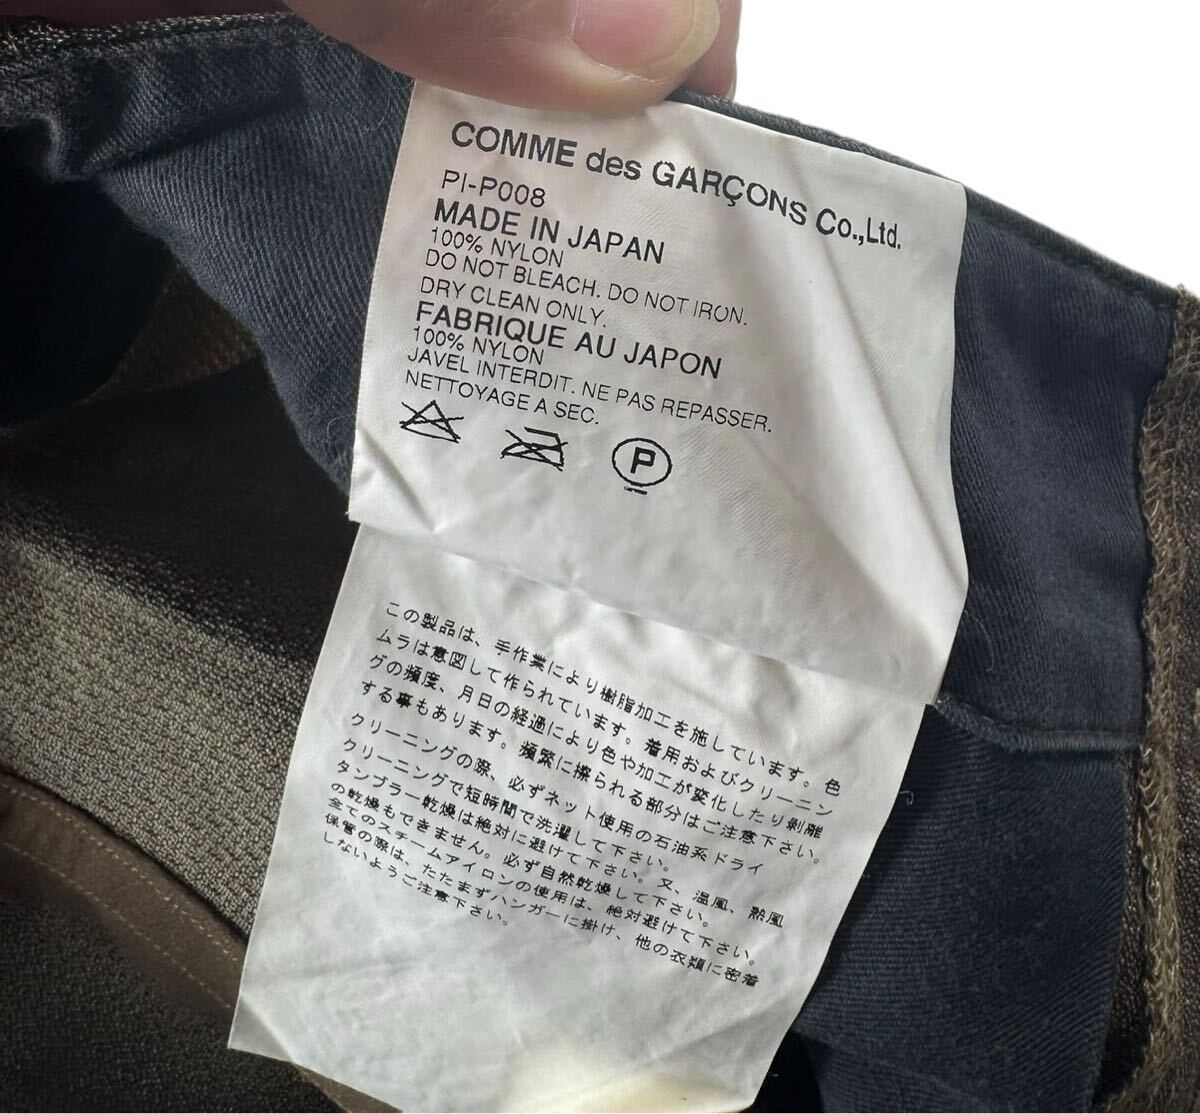 COMME des GARÇONS Co.,Ltd.
PI-P008
MADE IN JAPAN
100% NYLON
DO NOT BLEACH. DO NOT IRON.
DRY CLEAN ONLY.
FABRIQUE AU JAPON
100% NYLON
JAVEL INTERDIT. NE PAS REPASSER.
NETTOYAGE A SEC.
P
この製品は、手作業により樹脂加工を施しています。色
ムラは意図して作られています。着用およびクリーニン
グの頻度、月日の経過により色や加工が変化したり剥離
する事もあります。頻繁に擦られる部分はご注意下さい。
クリーニングの際、必ずネット使用の石油系ドライ
クリーニングで短時間で洗濯して下さい。
タンブラー乾燥は絶対に避けて下さい。又、温風、熱風
の乾燥もできません。必ず自然乾燥して下さい。
全てのスチームアイロンの使用は、絶対避けて下さい。
保管の際は、たたまずハンガーに掛け、他の衣類に密着
しないようご注意下さい。